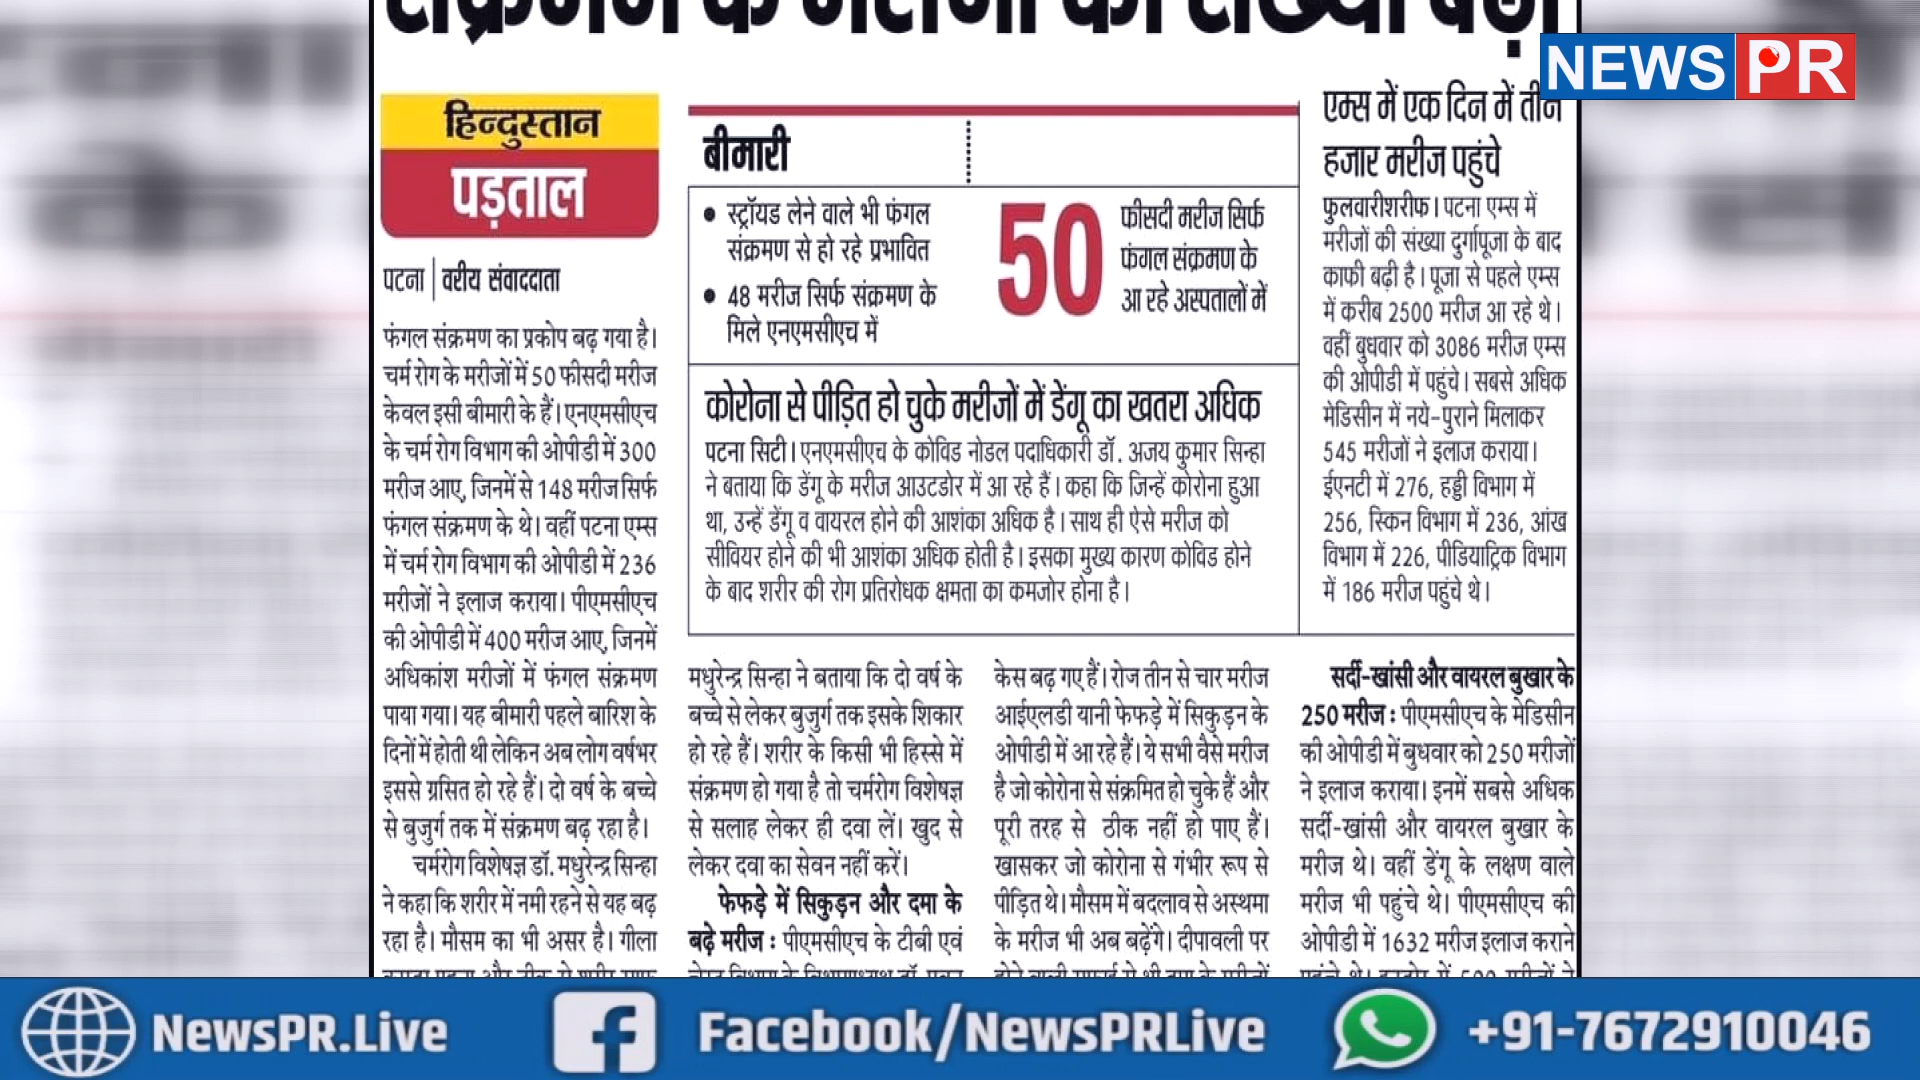 संक्रमण के मरीजों की संख्या बढ़ी
NEWS PR
हिन्दुस्तान
पड़ताल
पटना | वरीय संवाददाता
फंगल संक्रमण का प्रकोप बढ़ गया है।
चर्म रोग के मरीजों में 50 फीसदी मरीज
केवल इसी बीमारी के हैं। एनएमसीएच
के चर्म रोग विभाग की ओपीडी में 300
मरीज आए, जिनमें से 148 मरीज सिर्फ
फंगल संक्रमण के थे। वहीं पटना एम्स
में चर्म रोग विभाग की ओपीडी में 236
मरीजों ने इलाज कराया। पीएमसीएच
की ओपीडी में 400 मरीज आए, जिनमें
अधिकांश मरीजों में फंगल संक्रमण
पाया गया। यह बीमारी पहले बारिश के
दिनों में होती थी लेकिन अब लोग वर्षभर
इससे ग्रसित हो रहे हैं। दो वर्ष के बच्चे
से बुजुर्ग तक में संक्रमण बढ़ रहा है।
चर्मरोग विशेषज्ञ डॉ. मधुरेन्द्र सिन्हा
ने कहा कि शरीर में नमी रहने से यह बढ़
रहा है। मौसम का भी असर है। गीला
बीमारी
• स्ट्रॉयड लेने वाले भी फंगल
संक्रमण से हो रहे प्रभावित
• 48 मरीज सिर्फ संक्रमण के
मिले एनएमसीएच में
50
फीसदी मरीज सिर्फ
फंगल संक्रमण के
आ रहे अस्पतालों में
कोरोना से पीड़ित हो चुके मरीजों में डेंगू का खतरा अधिक
पटना सिटी। एनएमसीएच के कोविड नोडल पदाधिकारी डॉ. अजय कुमार सिन्हा
ने बताया कि डेंगू के मरीज आउटडोर में आ रहे हैं। कहा कि जिन्हें कोरोना हुआ
था, उन्हें डेंगू व वायरल होने की आशंका अधिक है। साथ ही ऐसे मरीज को
सीवियर होने की भी आशंका अधिक होती है। इसका मुख्य कारण कोविड होने
के बाद शरीर की रोग प्रतिरोधक क्षमता का कमजोर होना है।
एम्स में एक दिन में तीन
हजार मरीज पहुंचे
फुलवारीशरीफ। पटना एम्स में
मरीजों की संख्या दुर्गापूजा के बाद
काफी बढ़ी है। पूजा से पहले एम्स
में करीब 2500 मरीज आ रहे थे।
वहीं बुधवार को 3086 मरीज एम्स
की ओपीडी में पहुंचे। सबसे अधिक
मेडिसीन में नये-पुराने मिलाकर
545 मरीजों ने इलाज कराया।
ईएनटी में 276, हड्डी विभाग में
256, स्किन विभाग में 236, आंख
विभाग में 226, पीडियाट्रिक विभाग
में 186 मरीज पहुंचे थे।
मधुरेन्द्र सिन्हा ने बताया कि दो वर्ष के
बच्चे से लेकर बुजुर्ग तक इसके शिकार
हो रहे हैं। शरीर के किसी भी हिस्से में
संक्रमण हो गया है तो चर्मरोग विशेषज्ञ
से सलाह लेकर ही दवा लें। खुद से
लेकर दवा का सेवन नहीं करें।
फेफड़े में सिकुड़न और दमा के
बढ़े मरीज : पीएमसीएच के टीबी एवं
केस बढ़ गए हैं। रोज तीन से चार मरीज
आईएलडी यानी फेफड़े में सिकुड़न के
ओपीडी में आ रहे हैं। ये सभी वैसे मरीज
है जो कोरोना से संक्रमित हो चुके हैं और
पूरी तरह से ठीक नहीं हो पाए हैं।
खासकर जो कोरोना से गंभीर रूप से
पीड़ित थे। मौसम में बदलाव से अस्थमा
के मरीज भी अब बढ़ेंगे। दीपावली पर
सर्दी-खांसी और वायरल बुखार के
250 मरीज : पीएमसीएच के मेडिसीन
की ओपीडी में बुधवार को 250 मरीजों
ने इलाज कराया। इनमें सबसे अधिक
सर्दी-खांसी और वायरल बुखार के
मरीज थे। वहीं डेंगू के लक्षण वाले
मरीज भी पहुंचे थे। पीएमसीएच की
ओपीडी में 1632 मरीज इलाज कराने
NewsPR.Live
Facebook/NewsPRLive
+91-7672910046